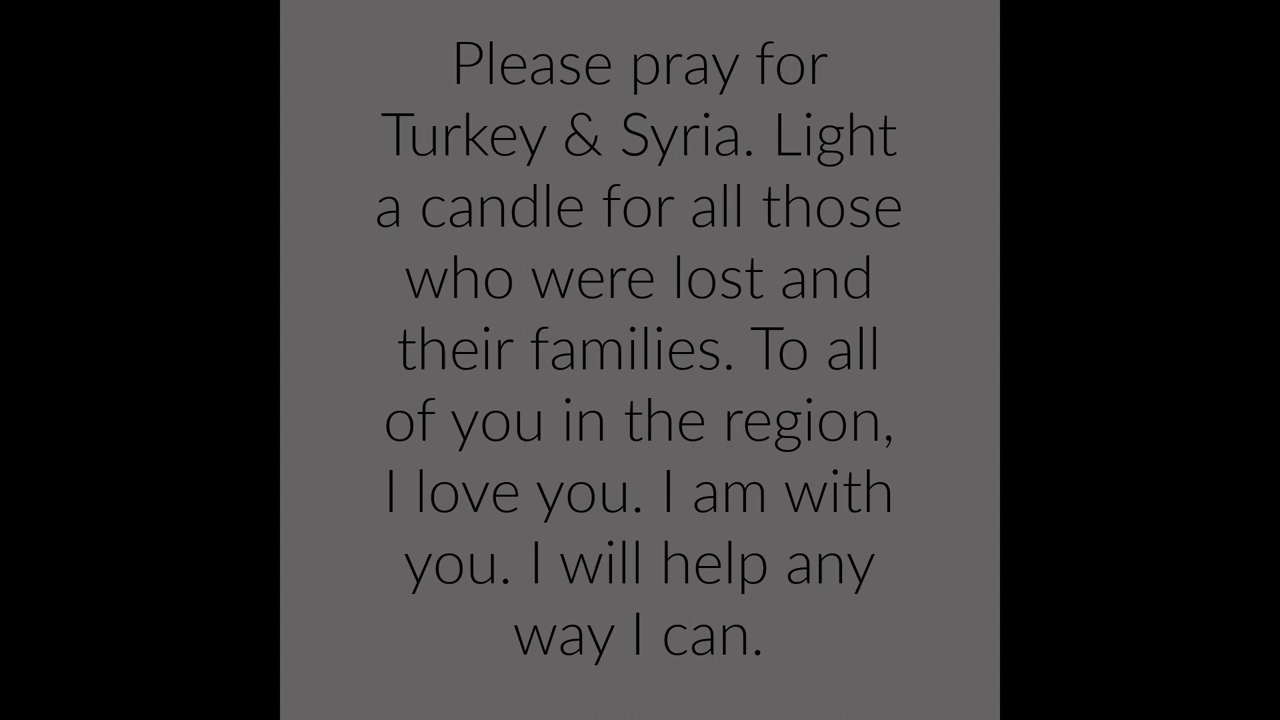 Please pray for
Turkey & Syria. Light
a candle for all those
who were lost and
their families. To all
of you in the region,
I love you. I am with
you. I will help any
way I can.